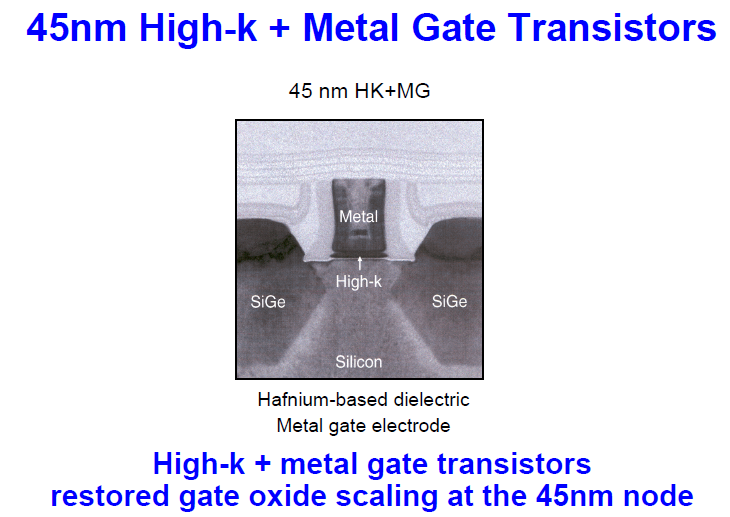 45nm High-k + Metal Gate Transistors
45 nm HK+MG
Metal
High-k
SiGe
SiGe
Silicon
Hafnium-based dielectric
Metal gate electrode
High-k + metal gate transistors
restored gate oxide scaling at the 45nm node